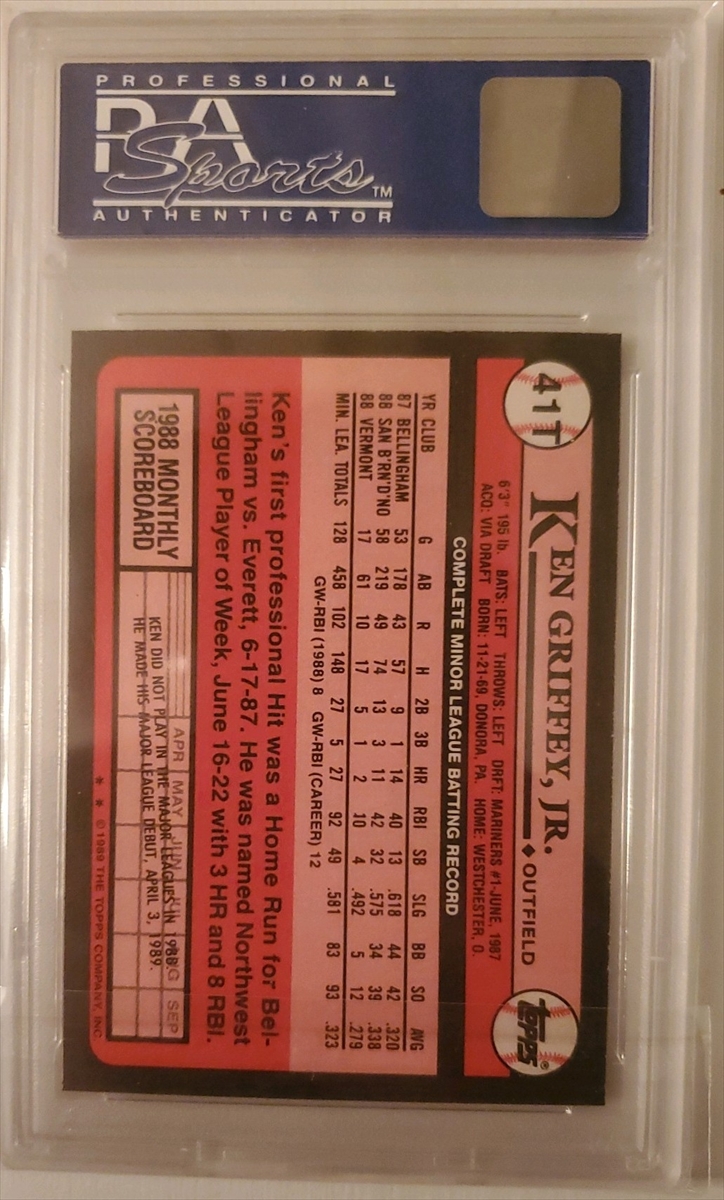 PROFESSIONAL
PSA
Sports™
AUTHENTICATOR
41T
KEN GRIFFEY, JR. ♦ OUTFIELD
topps®
6'3" 195 lb. BATS: LEFT THROWS: LEFT DRFT: MARINERS #1-JUNE, 1987
ACQ: VIA DRAFT BORN: 11-21-69, DONORA, PA. HOME: WESTCHESTER, O.
COMPLETE MINOR LEAGUE BATTING RECORD
YR CLUB G AB R H 2B 3B HR RBI SB SLG BB SO AVG
87 BELLINGHAM 53 178 43 57 9 1 14 40 13 .618 44 42 .320
88 SAN B'RN'D'NO 58 219 49 74 13 3 11 42 32 .575 34 39 .338
88 VERMONT 17 61 10 17 5 1 2 10 4 .492 5 12 .279
MIN. LEA. TOTALS 128 458 102 148 27 5 27 92 49 .581 83 93 .323
GW-RBI (1988) 8 GW-RBI (CAREER) 12
Ken's first professional Hit was a Home Run for Bel-
lingham vs. Everett, 6-17-87. He was named Northwest
League Player of Week, June 16-22 with 3 HR and 8 RBI.
1988 MONTHLY
SCOREBOARD
APR MAY JUN JUL AUG SEP
KEN DID NOT PLAY IN THE MAJOR LEAGUES IN 1988.
HE MADE HIS MAJOR LEAGUE DEBUT, APRIL 3, 1989.
* * ©1989 THE TOPPS COMPANY, INC.